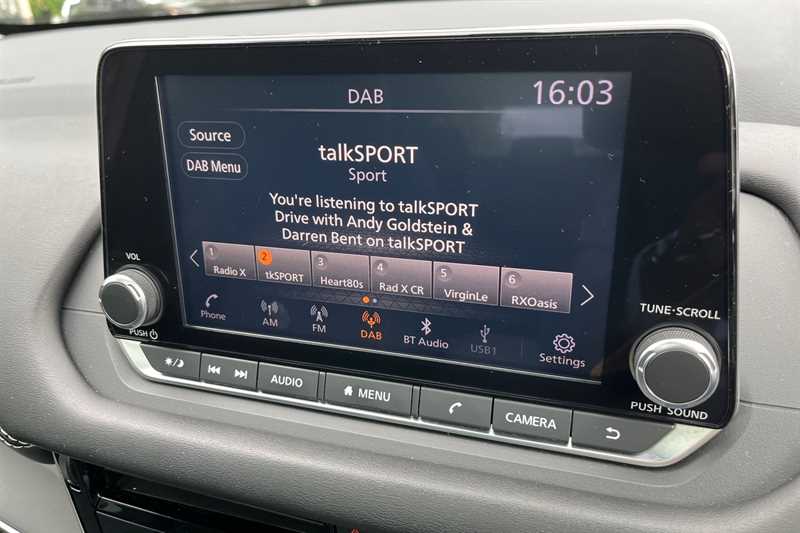 DAB
16:03
Source
DAB Menu
talkSPORT
Sport
You're listening to talkSPORT
Drive with Andy Goldstein &
Darren Bent on talkSPORT
1 Radio X
2 tkSPORT
3 Heart80s
4 Rad X CR
5 VirginLe
6 RXOasis
Phone
AM
FM
DAB
BT Audio
USB1
Settings
VOL
PUSH
TUNE·SCROLL
PUSH SOUND
AUDIO
MENU
CAMERA